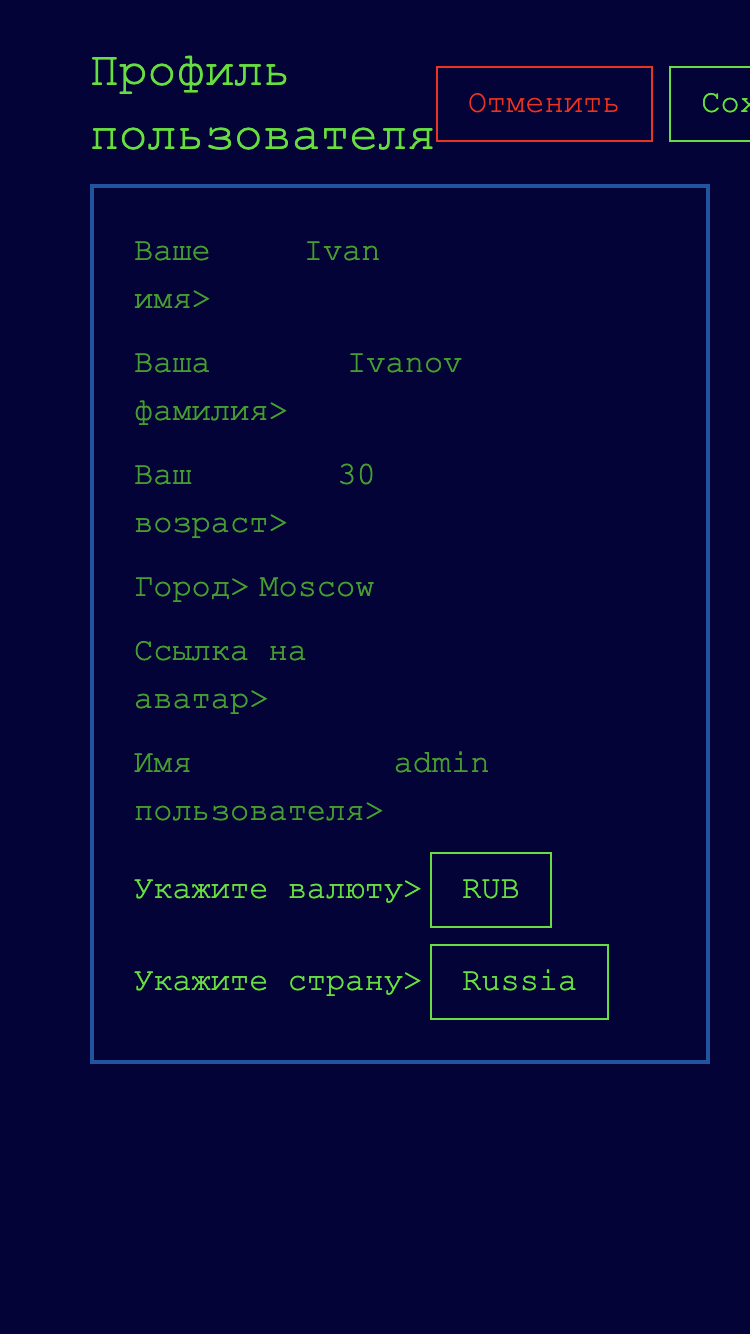 Профиль
пользователя
Отменить
Сох
Ваше Ivan
имя>
Ваша Ivanov
фамилия>
Ваш 30
возраст>
Город> Moscow
Ссылка на
аватар>
Имя admin
пользователя>
Укажите валюту> RUB
Укажите страну> Russia